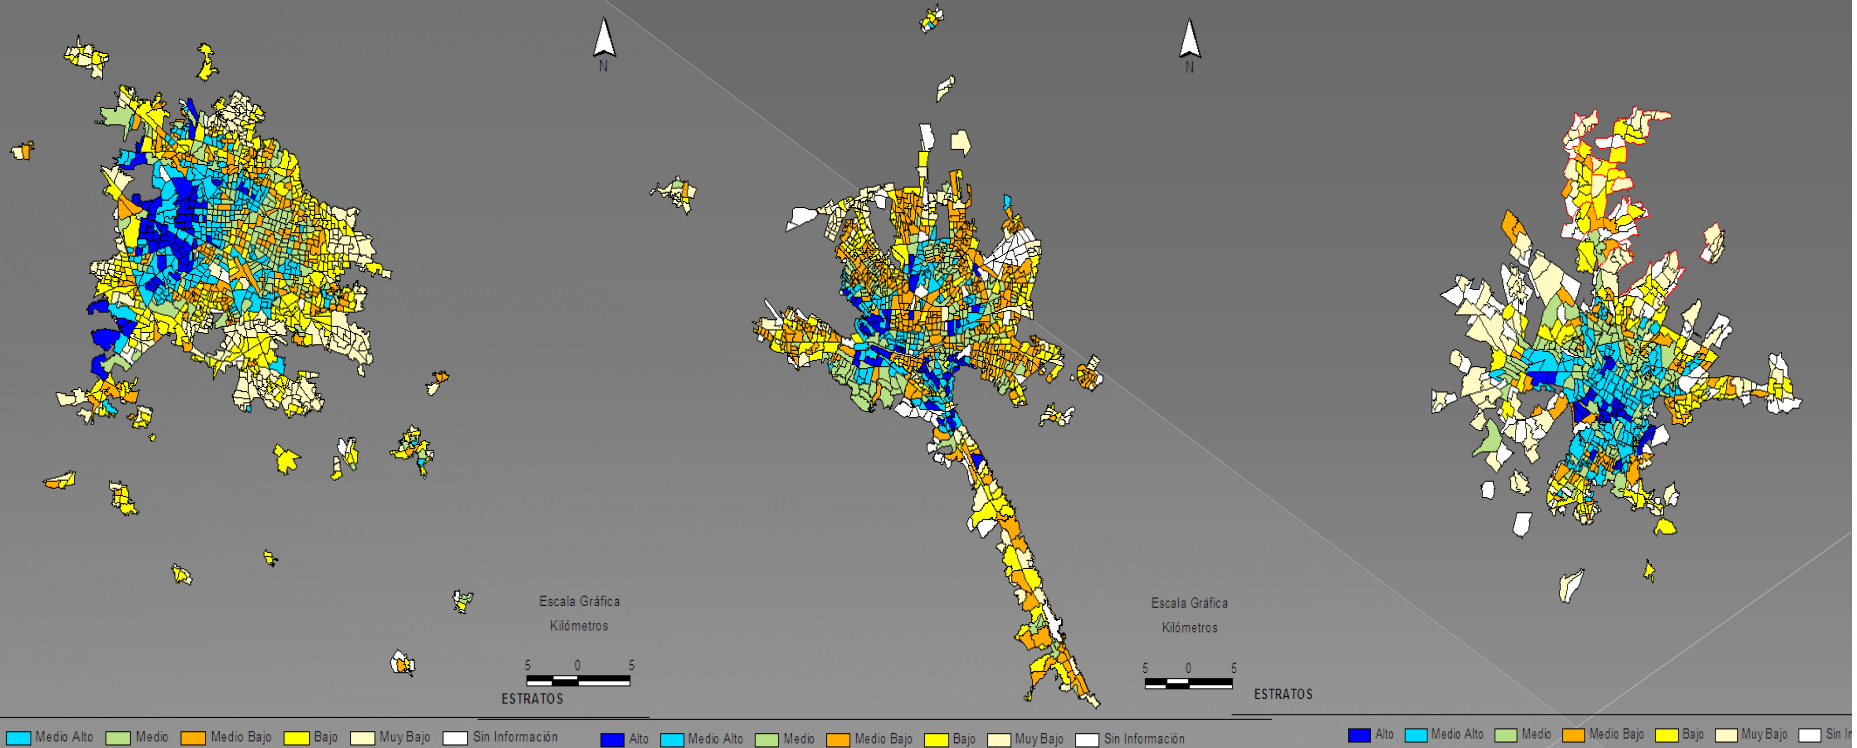 N
N
Escala Gráfica
Kilómetros
5 0 5
ESTRATOS
Escala Gráfica
Kilómetros
5 0 5
ESTRATOS
Medio Alto Medio Medio Bajo Bajo Muy Bajo Sin Información
Alto Medio Alto Medio Medio Bajo Bajo Muy Bajo Sin Información
Alto Medio Alto Medio Medio Bajo Bajo Muy Bajo Sin